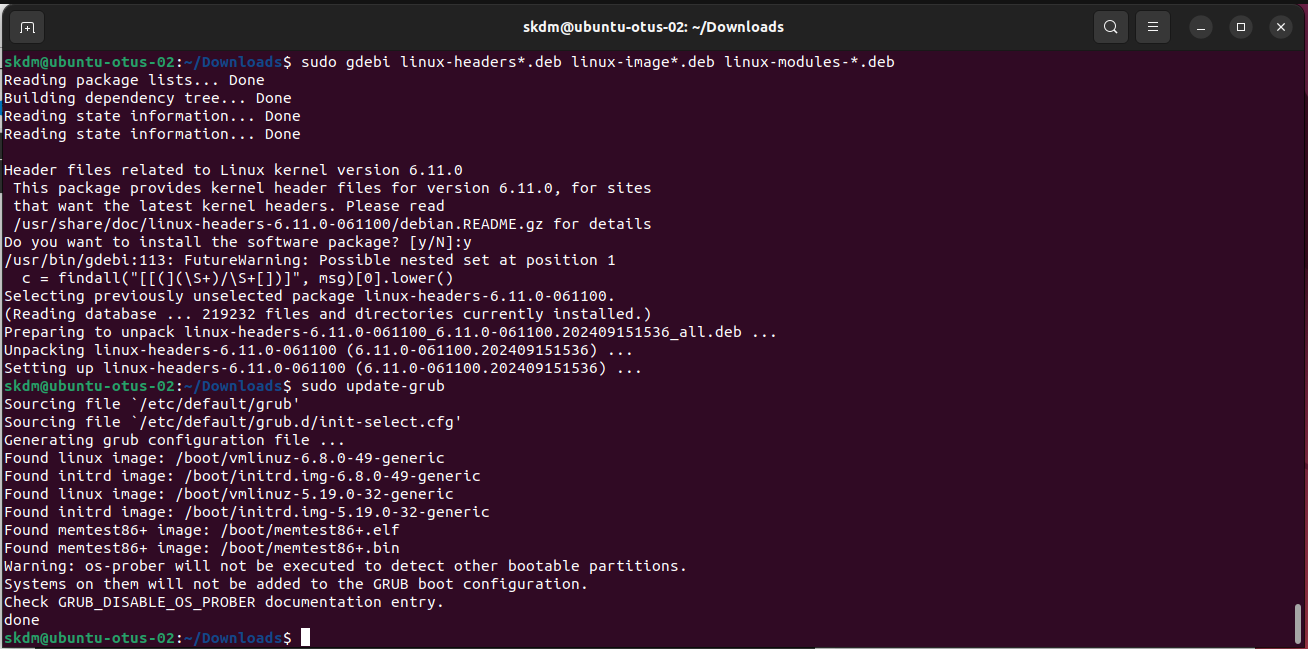 skdm@ubuntu-otus-02: ~/Downloads
skdm@ubuntu-otus-02:~/Downloads$ sudo gdebi linux-headers*.deb linux-image*.deb linux-modules-*.deb
Reading package lists... Done
Building dependency tree... Done
Reading state information... Done
Reading state information... Done
Header files related to Linux kernel version 6.11.0
 This package provides kernel header files for version 6.11.0, for sites
 that want the latest kernel headers. Please read
 /usr/share/doc/linux-headers-6.11.0-061100/debian.README.gz for details
Do you want to install the software package? [y/N]:y
/usr/bin/gdebi:113: FutureWarning: Possible nested set at position 1
  c = findall("[[(](\S+)/\S+[])]", msg)[0].lower()
Selecting previously unselected package linux-headers-6.11.0-061100.
(Reading database ... 219232 files and directories currently installed.)
Preparing to unpack linux-headers-6.11.0-061100_6.11.0-061100.202409151536_all.deb ...
Unpacking linux-headers-6.11.0-061100 (6.11.0-061100.202409151536) ...
Setting up linux-headers-6.11.0-061100 (6.11.0-061100.202409151536) ...
skdm@ubuntu-otus-02:~/Downloads$ sudo update-grub
Sourcing file `/etc/default/grub'
Sourcing file `/etc/default/grub.d/init-select.cfg'
Generating grub configuration file ...
Found linux image: /boot/vmlinuz-6.8.0-49-generic
Found initrd image: /boot/initrd.img-6.8.0-49-generic
Found linux image: /boot/vmlinuz-5.19.0-32-generic
Found initrd image: /boot/initrd.img-5.19.0-32-generic
Found memtest86+ image: /boot/memtest86+.elf
Found memtest86+ image: /boot/memtest86+.bin
Warning: os-prober will not be executed to detect other bootable partitions.
Systems on them will not be added to the GRUB boot configuration.
Check GRUB_DISABLE_OS_PROBER documentation entry.
done
skdm@ubuntu-otus-02:~/Downloads$